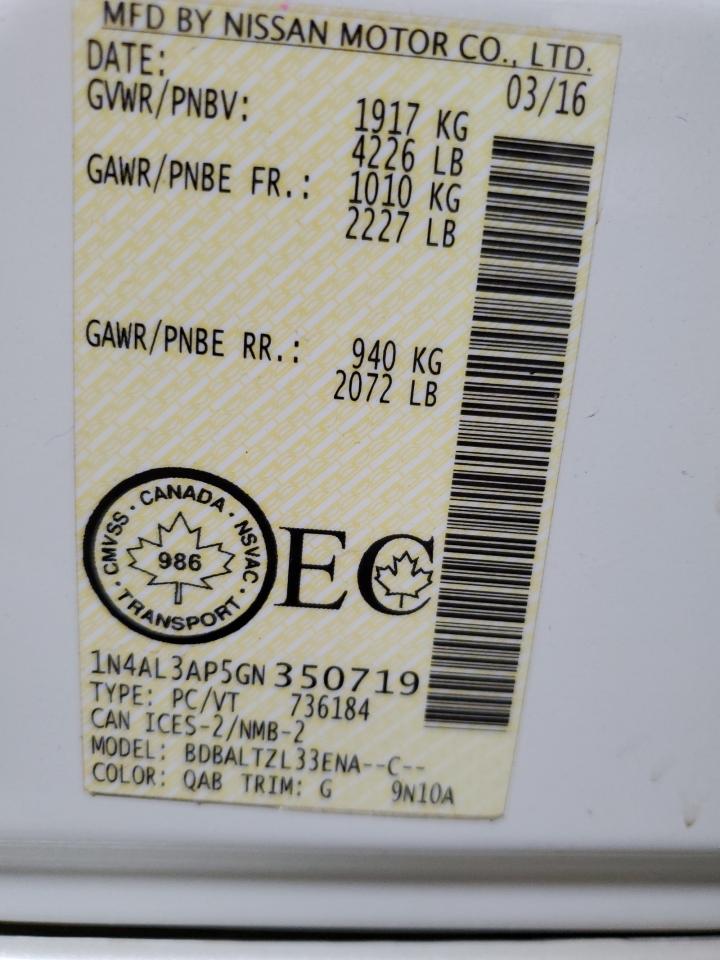 MFD BY NISSAN MOTOR CO., LTD.
DATE: 03/16
GVWR/PNBV: 1917 KG
4226 LB
GAWR/PNBE FR.: 1010 KG
2227 LB
GAWR/PNBE RR.: 940 KG
2072 LB
CMVSS · CANADA · NSVAC · TRANSPORT ·
986
EC
1N4AL3AP5GN 350719
TYPE: PC/VT 736184
CAN ICES-2/NMB-2
MODEL: BDBALTZL33ENA--C--
COLOR: QAB TRIM: G 9N10A